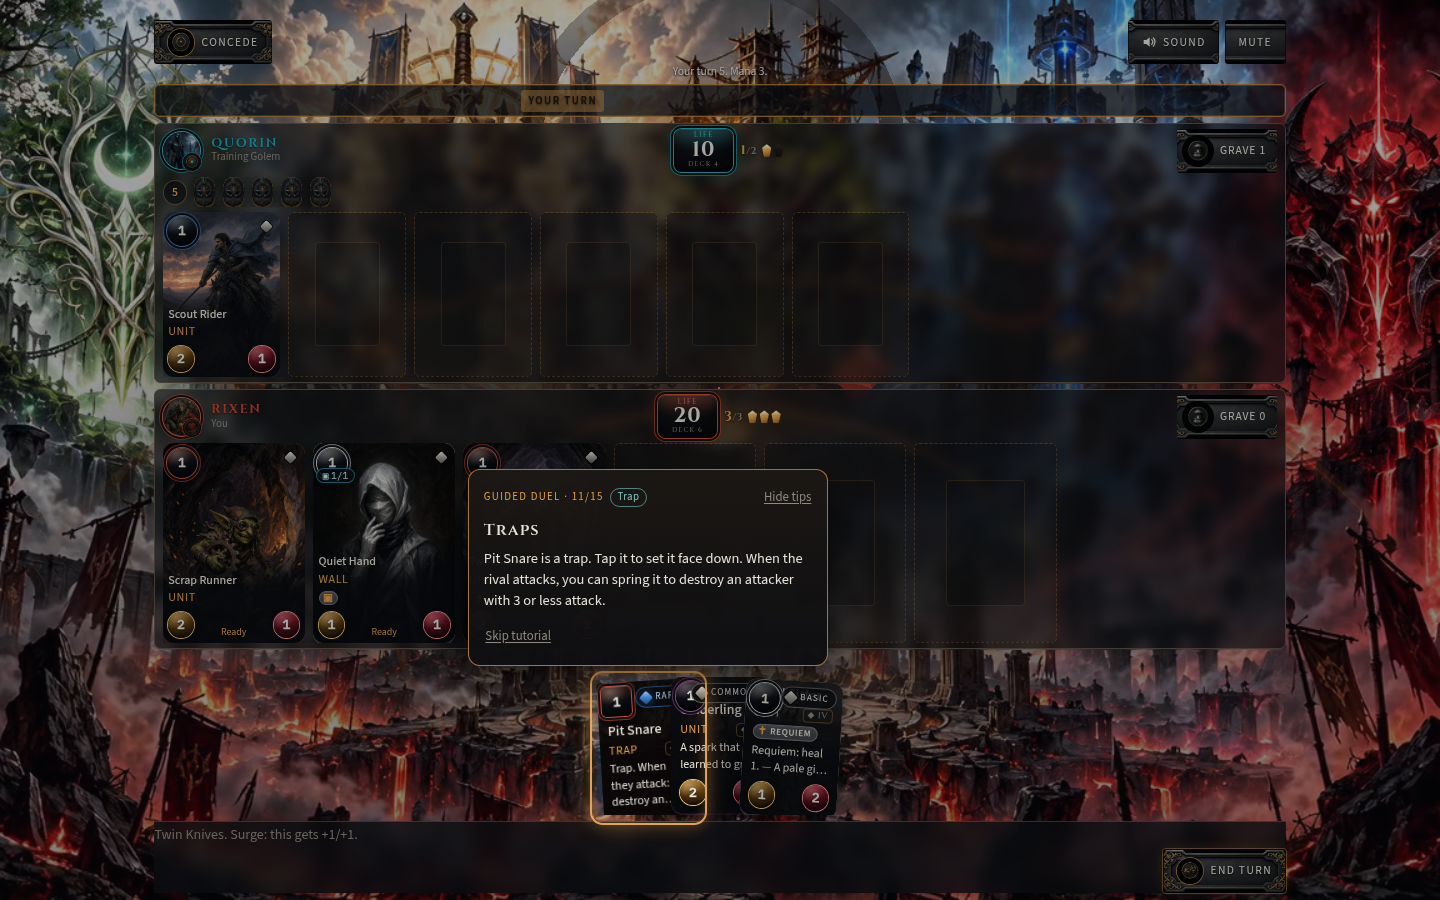 CONCEDE
SOUND
MUTE
Your turn 5. Mana 3.
YOUR TURN
QUORIN
Training Golem
LIFE
10
DECK 4
1/2
GRAVE 1
5
1
Scout Rider
UNIT
2
1
RIXEN
You
LIFE
20
DECK 6
3/3
GRAVE 0
1
Scrap Runner
UNIT
2
Ready
1
1
1/1
Quiet Hand
WALL
1
Ready
1
1
GUIDED DUEL · 11/15
Trap
Hide tips
TRAPS
Pit Snare is a trap. Tap it to set it face down. When the
rival attacks, you can spring it to destroy an attacker
with 3 or less attack.
Skip tutorial
1
Pit Snare
TRAP
Trap. When
they attack:
destroy an...
1
UNIT
A spark that
learned to
2
1
BASIC
IV
REQUIEM
Requiem: heal
1. — A pale gi...
1
2
Twin Knives. Surge: this gets +1/+1.
END TURN